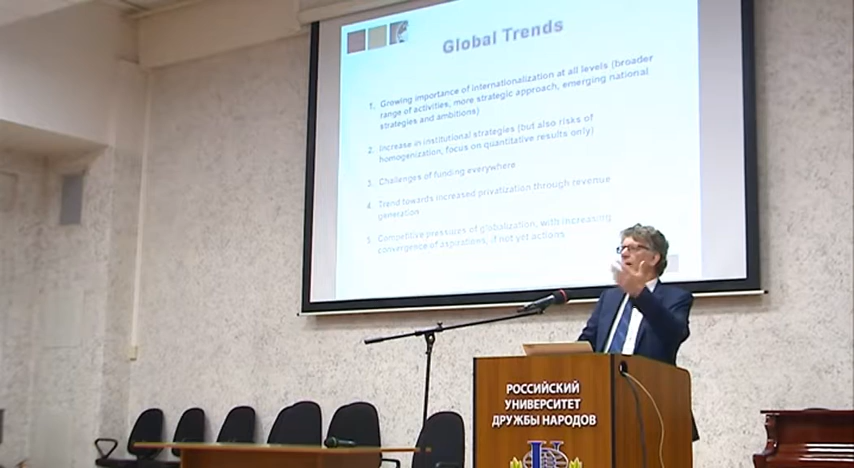 Global Trends
1. Growing importance of internationalization at all levels (broader
range of activities, more strategic approach, emerging national
strategies and ambitions)
2. Increase in institutional strategies (but also risks of
homogenization, focus on quantitative results only)
3. Challenges of funding everywhere
4. Trend towards increased privatization through revenue
generation
5. Competitive pressures of globalization, with increasing
convergence of aspirations, if not yet actions
РОССИЙСКИЙ
УНИВЕРСИТЕТ
ДРУЖБЫ НАРОДОВ